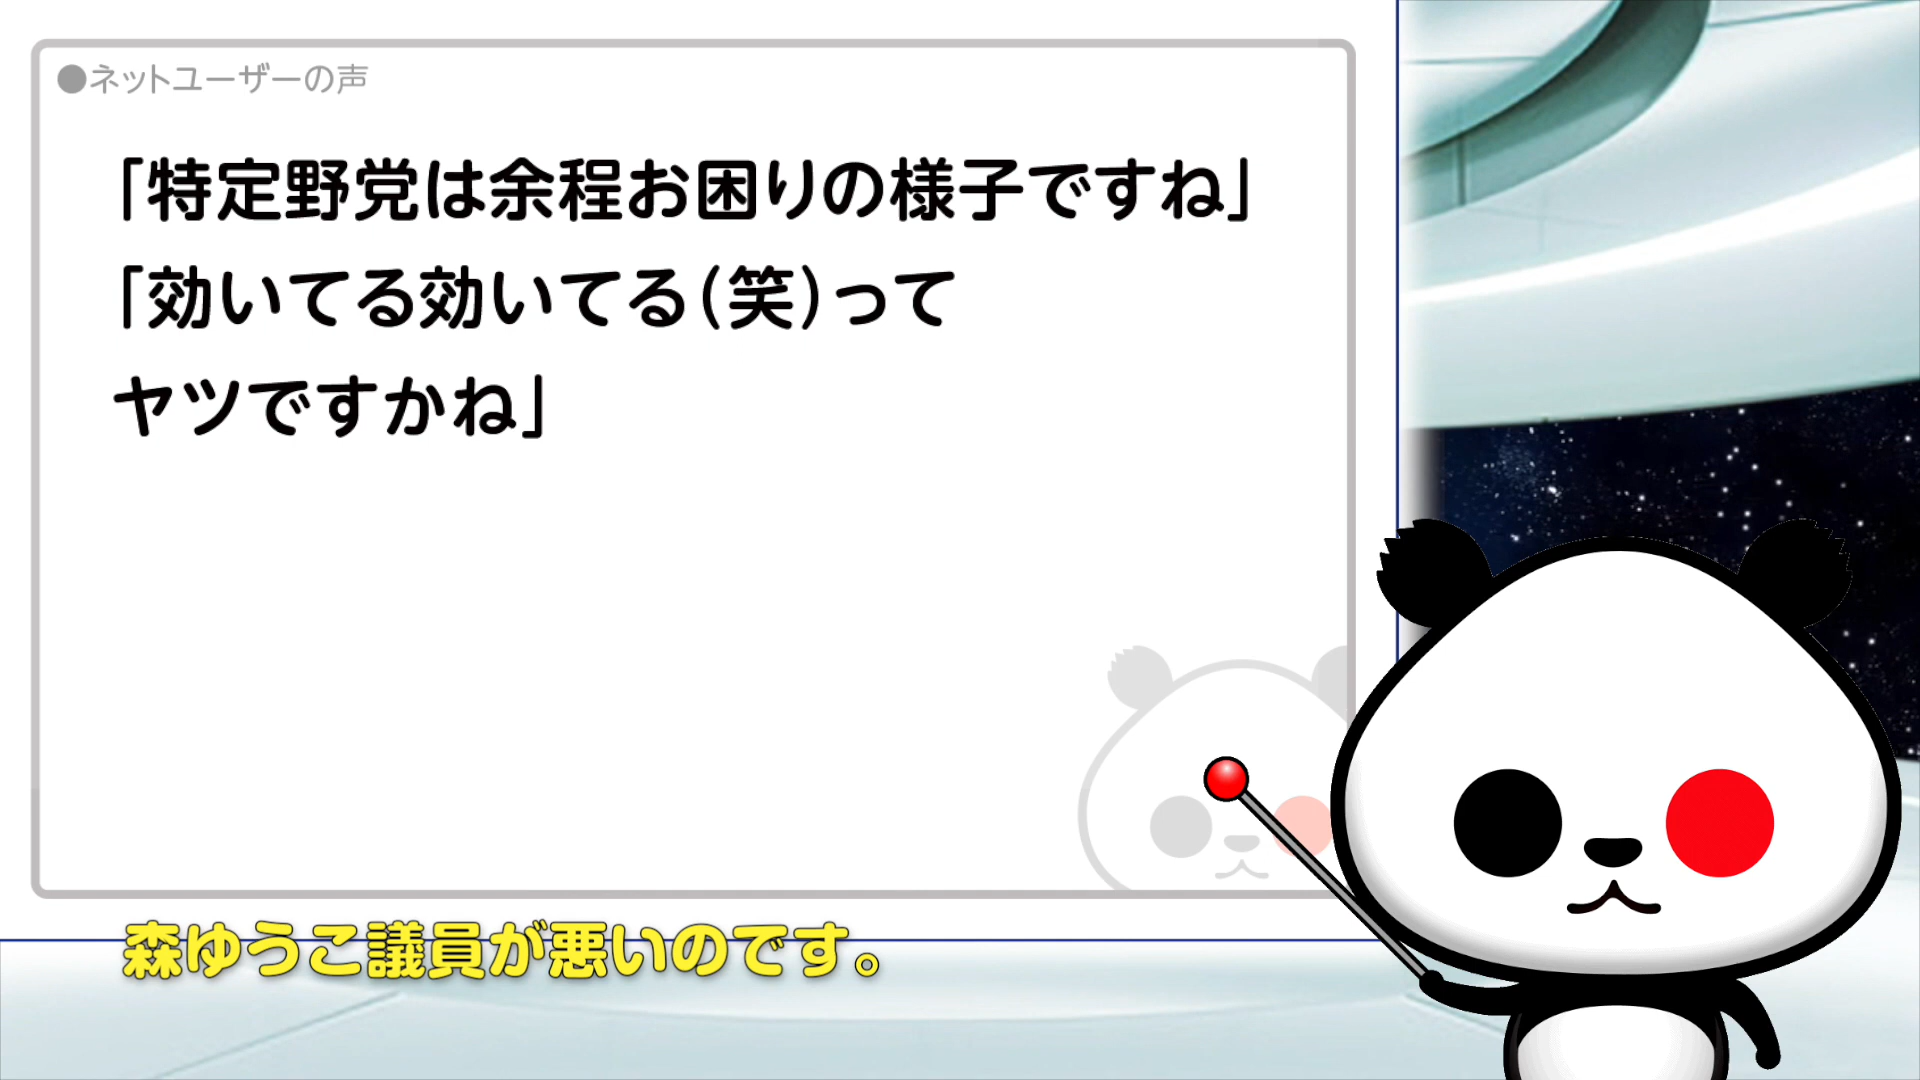 ●ネットユーザーの声
「特定野党は余程お困りの様子ですね」
「効いてる効いてる(笑)って
ヤツですかね」
森ゆうこ議員が悪いのです。